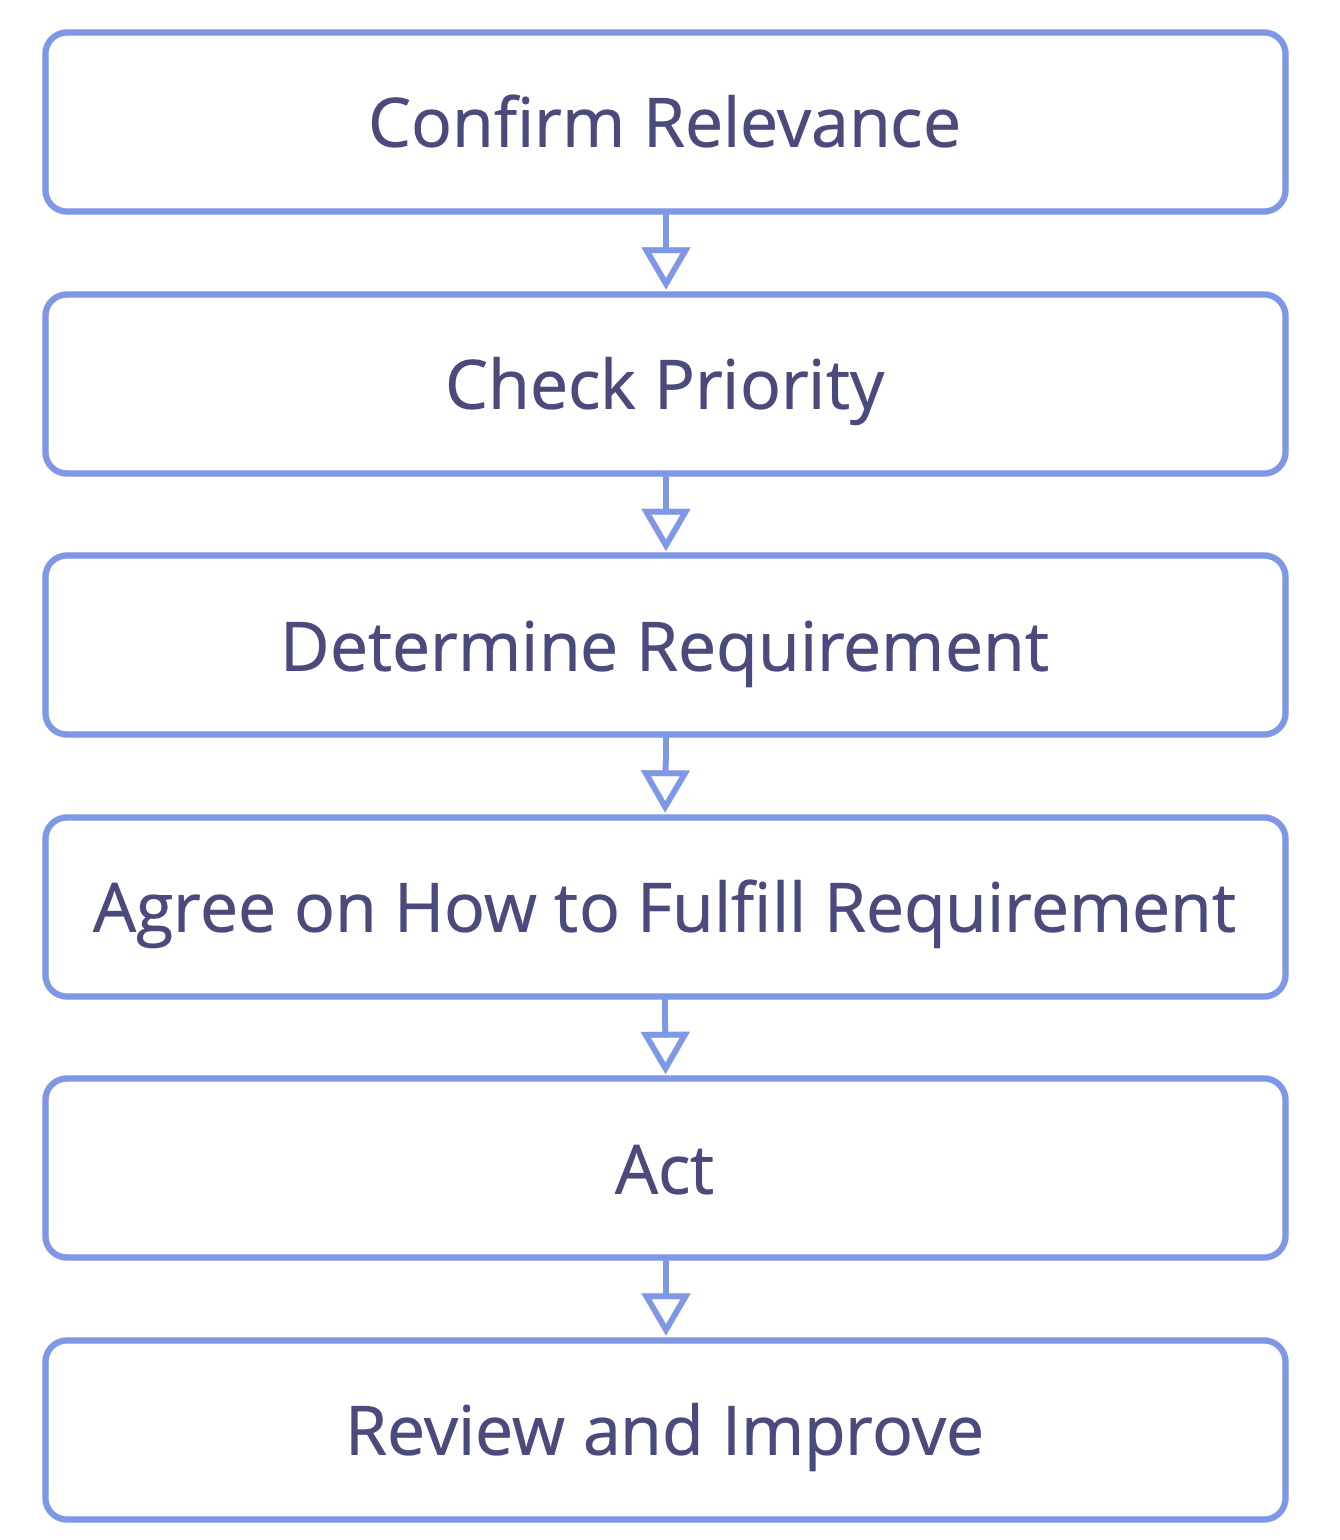 Confirm Relevance
Check Priority
Determine Requirement
Agree on How to Fulfill Requirement
Act
Review and Improve